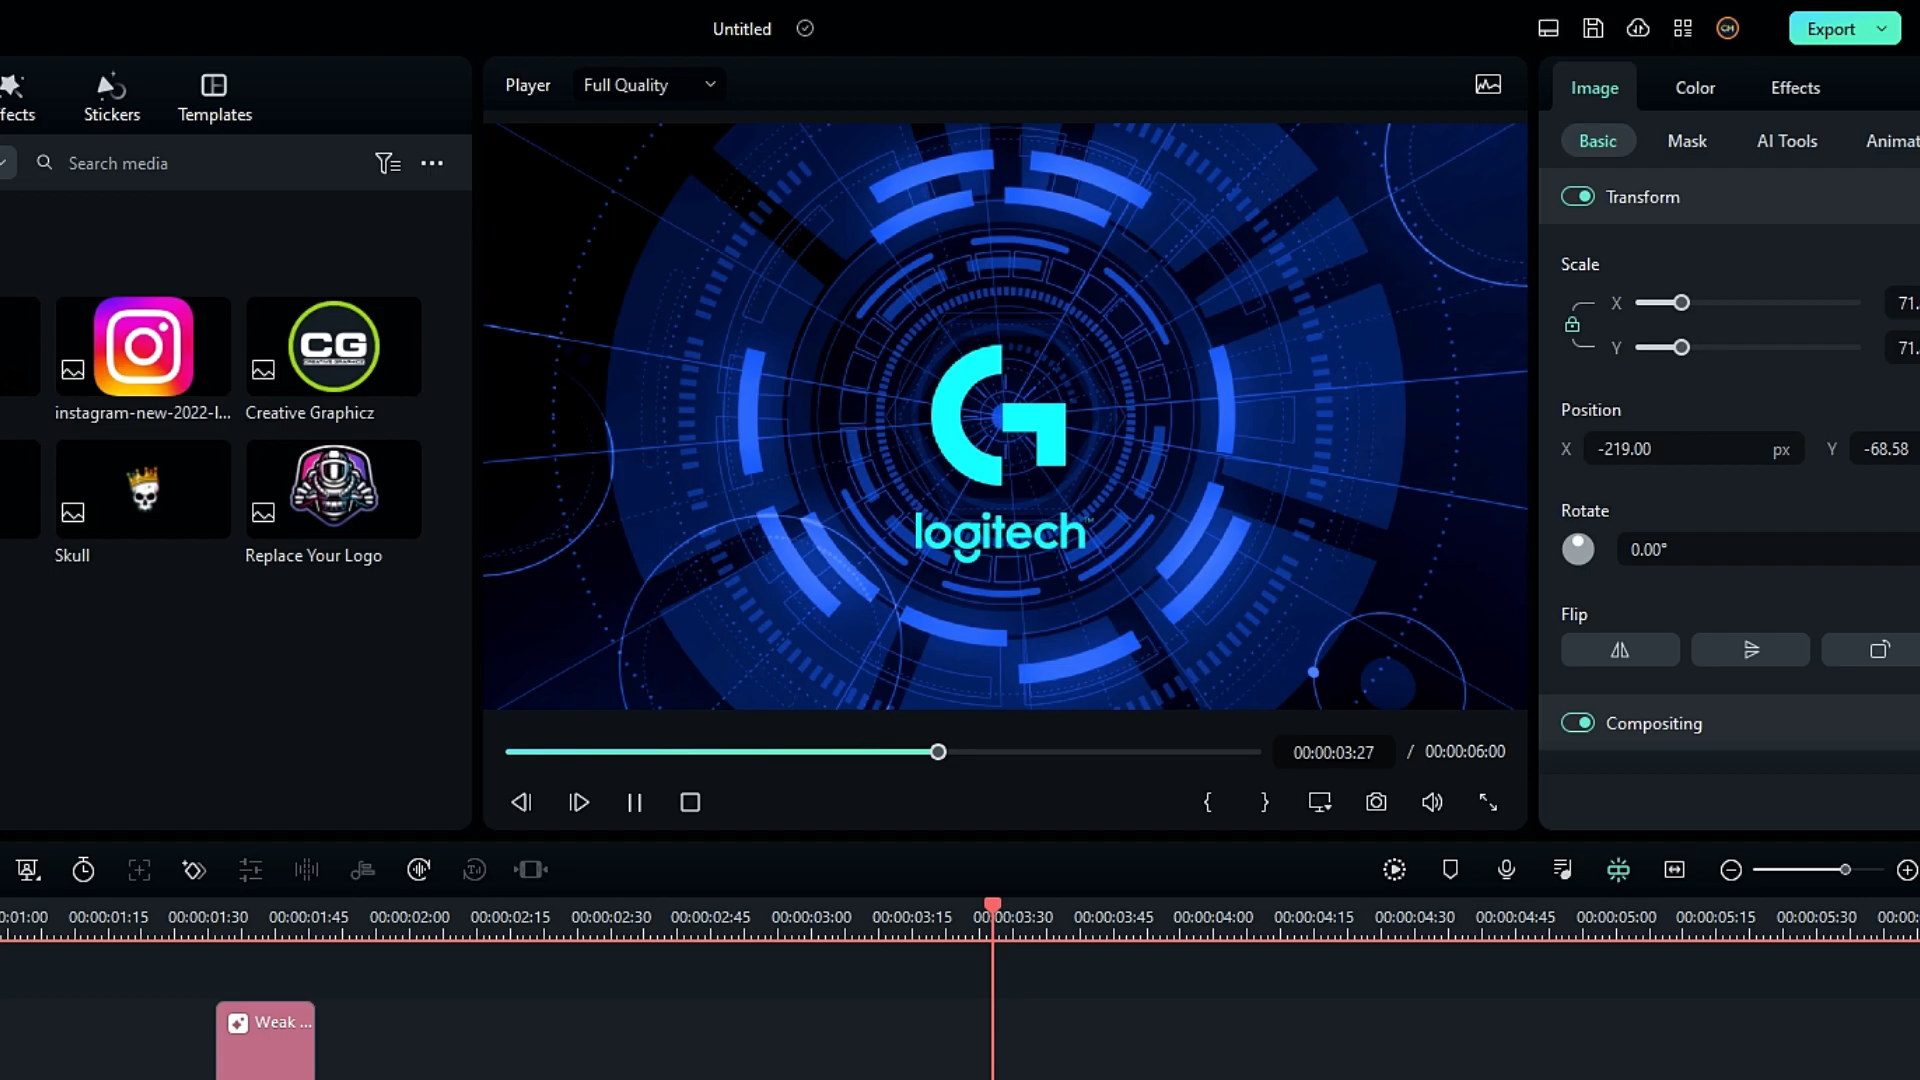 Untitled
GM
Export
fects
Stickers
Templates
Player
Full Quality
Image
Color
Effects
Search media
Basic
Mask
AI Tools
Animat
Transform
Scale
X
71.
Y
71.
CG
instagram-new-2022-I...
Creative Graphicz
Position
X
-219.00
px
Y
-68.58
Skull
Replace Your Logo
logitech™
Rotate
0.00°
Flip
Compositing
00:00:03:27 / 00:00:06:00
0:01:00
00:00:01:15
00:00:01:30
00:00:01:45
00:00:02:00
00:00:02:15
00:00:02:30
00:00:02:45
00:00:03:00
00:00:03:15
00:00:03:30
00:00:03:45
00:00:04:00
00:00:04:15
00:00:04:30
00:00:04:45
00:00:05:00
00:00:05:15
00:00:05:30
00:00:
Weak ...